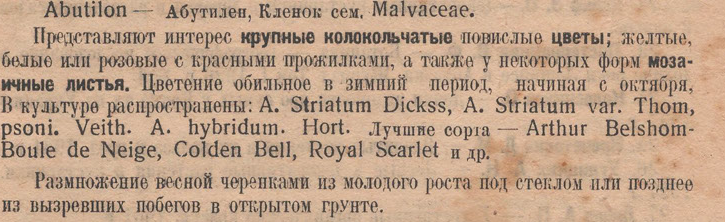 Abutilon — Абутилен, Кленок сем. Malvaceae.
Представляют интерес крупные колокольчатые повислые цветы; желтые,
белые или розовые с красными прожилками, а также у некоторых форм моза-
ичные листья. Цветение обильное в зимний период, начиная с октября,
В культуре распространены: A. Striatum Dickss, A. Striatum var. Thom,
psoni. Veith. A. hybridum. Hort. Лучшие сорта — Arthur Belshom-
Boule de Neige, Colden Bell, Royal Scarlet и др.
Размножение весной черенками из молодого роста под стеклом или позднее
из вызревших побегов в открытом грунте.